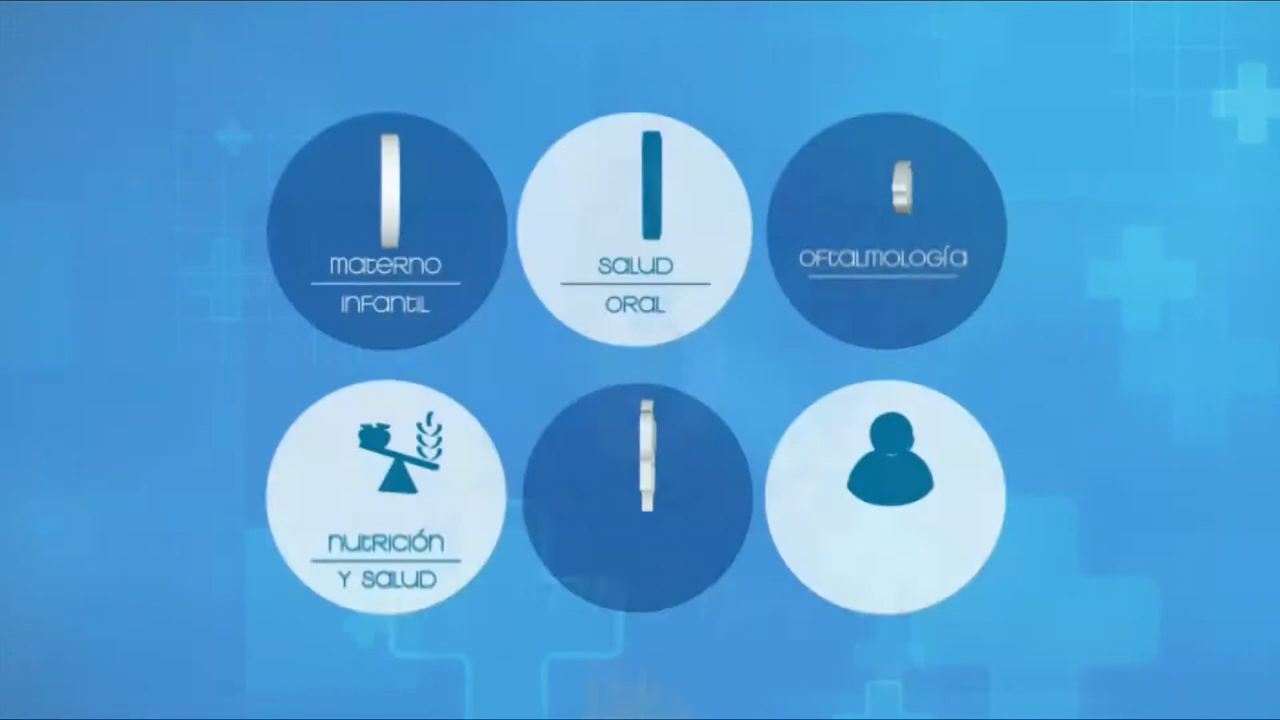 Materno
Infantil
Salud
Oral
Oftalmología
Nutrición
y Salud